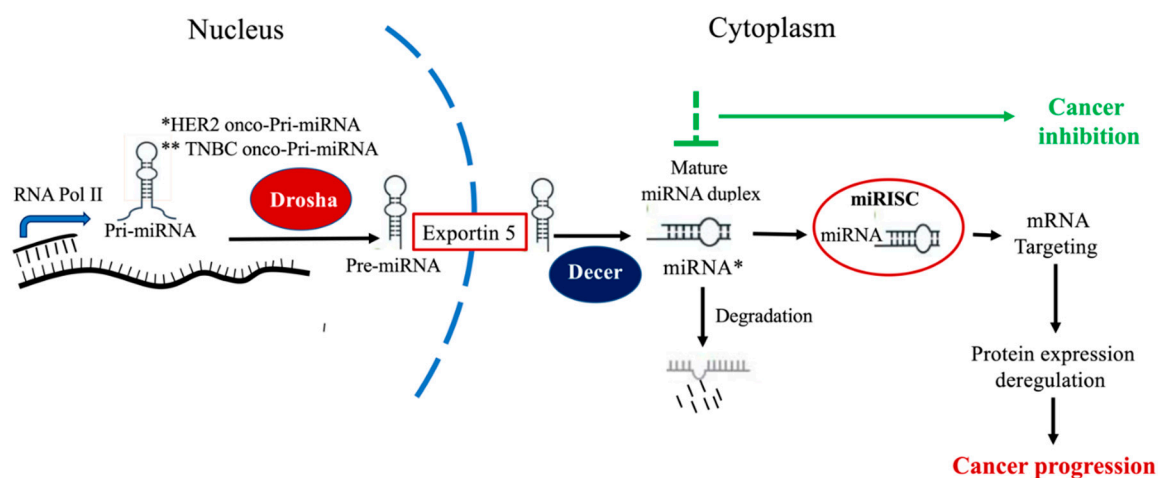 Nucleus
Cytoplasm
*HER2 onco-Pri-miRNA
** TNBC onco-Pri-miRNA
RNA Pol II
Pri-miRNA
Drosha
Pre-miRNA
Exportin 5
Decer
Mature
miRNA duplex
miRNA*
Degradation
miRISC
miRNA
mRNA
Targeting
Protein expression
deregulation
Cancer progression
Cancer
inhibition